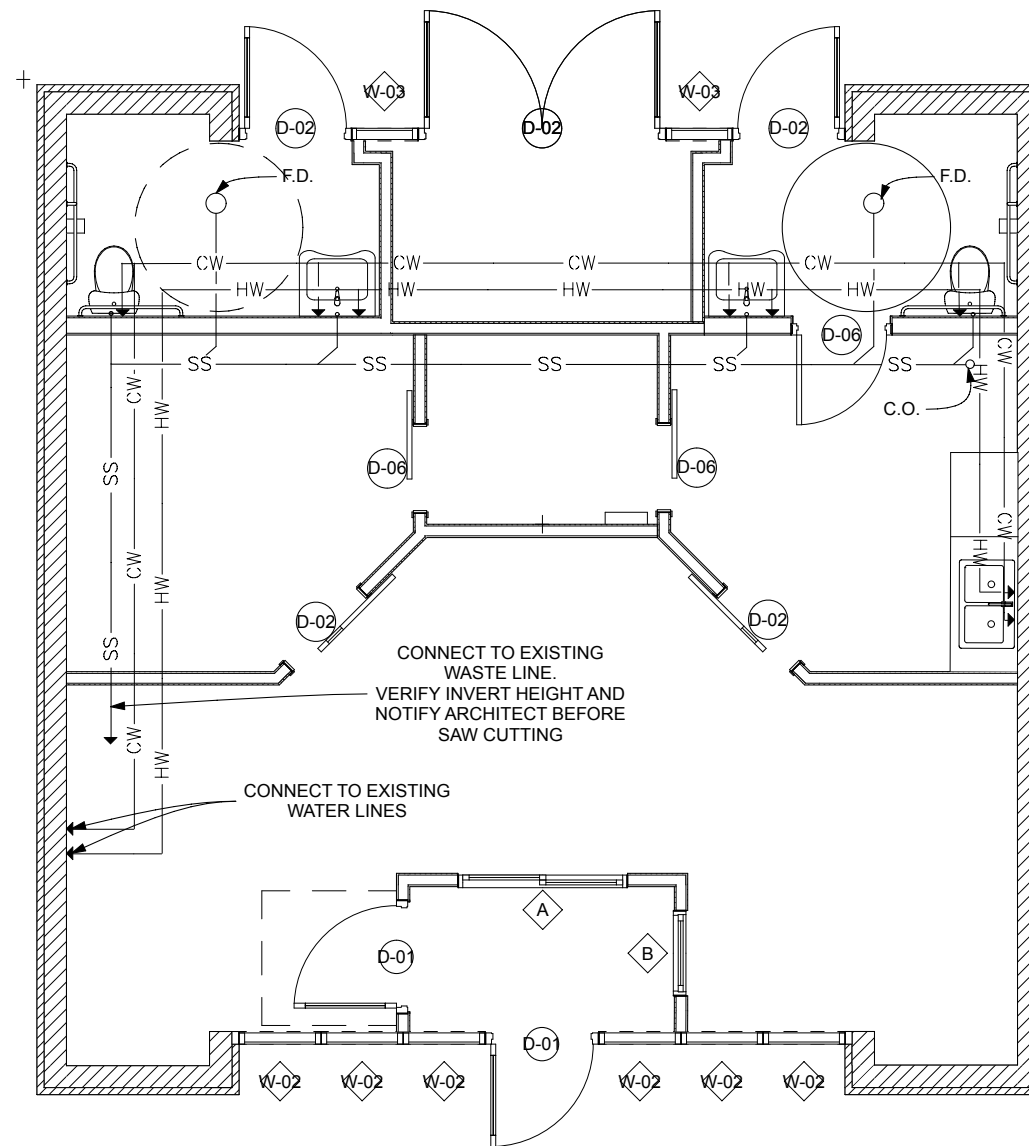 W-03
W-03
D-02
D-02
D-02
F.D.
F.D.
CW
CW
CW
CW
HW
HW
HW
HW
D-06
SS
SS
SS
SS
SS
CW
HW
CW
HW
C.O.
D-06
D-06
SS
CW
CW
HW
HW
D-02
D-02
CONNECT TO EXISTING
WASTE LINE.
VERIFY INVERT HEIGHT AND
NOTIFY ARCHITECT BEFORE
SAW CUTTING
SS
CW
HW
CONNECT TO EXISTING
WATER LINES
A
B
D-01
D-01
W-02
W-02
W-02
W-02
W-02
W-02